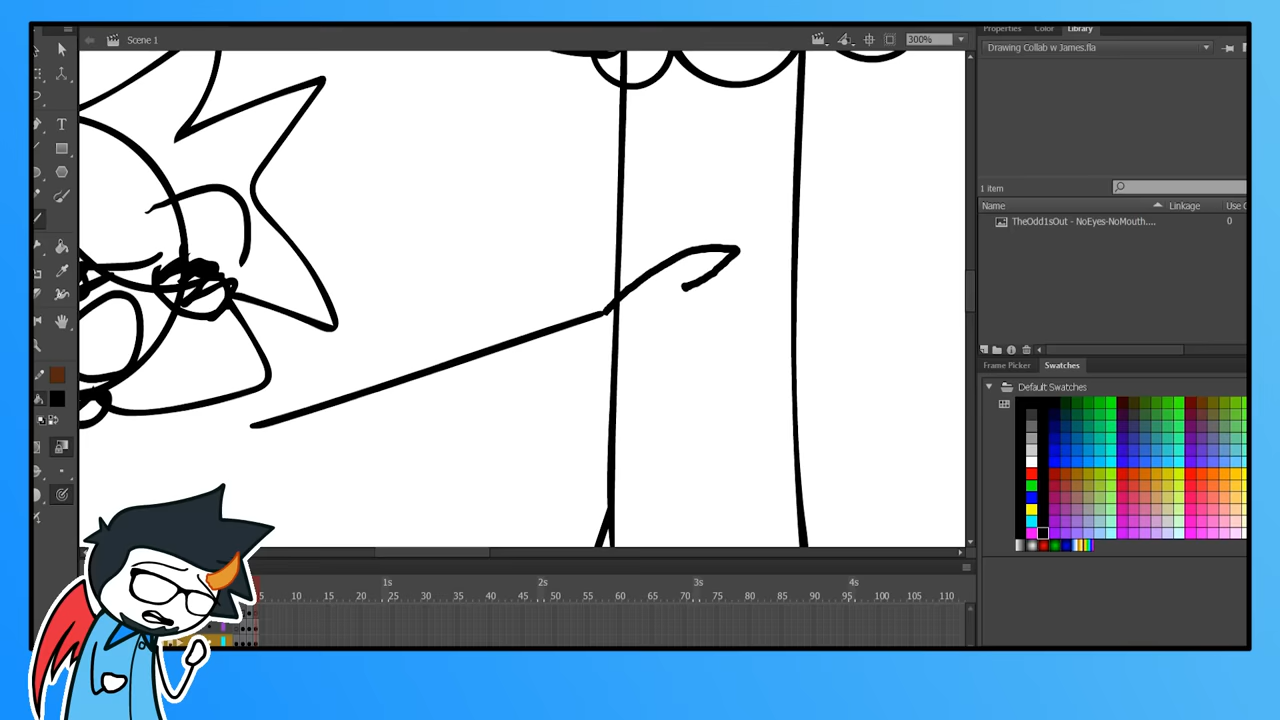 Properties Color Library
Scene 1
300%
Drawing Collab w James.fla
1 item
Name Linkage Use C
TheOdd1sOut - NoEyes-NoMouth.... 0
Frame Picker Swatches
Default Swatches
1s 2s 3s 4s
5 10 15 20 25 30 35 40 45 50 55 60 65 70 75 80 85 90 95 100 105 110